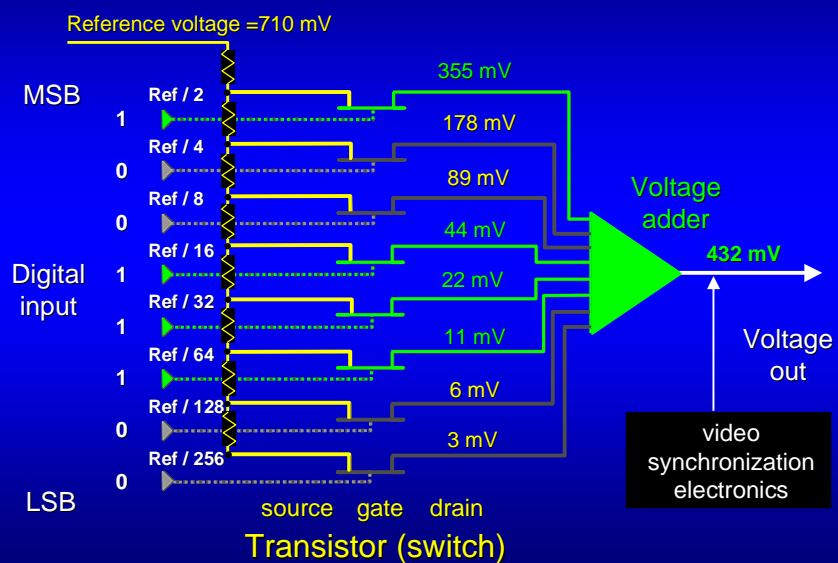 Reference voltage =710 mV
MSB
Ref / 2
1
355 mV
Ref / 4
0
178 mV
Ref / 8
0
89 mV
Voltage
adder
Ref / 16
1
44 mV
432 mV
Digital
input
Ref / 32
1
22 mV
Ref / 64
1
11 mV
Voltage
out
Ref / 128
0
6 mV
Ref / 256
0
3 mV
LSB
video
synchronization
electronics
source gate drain
Transistor (switch)